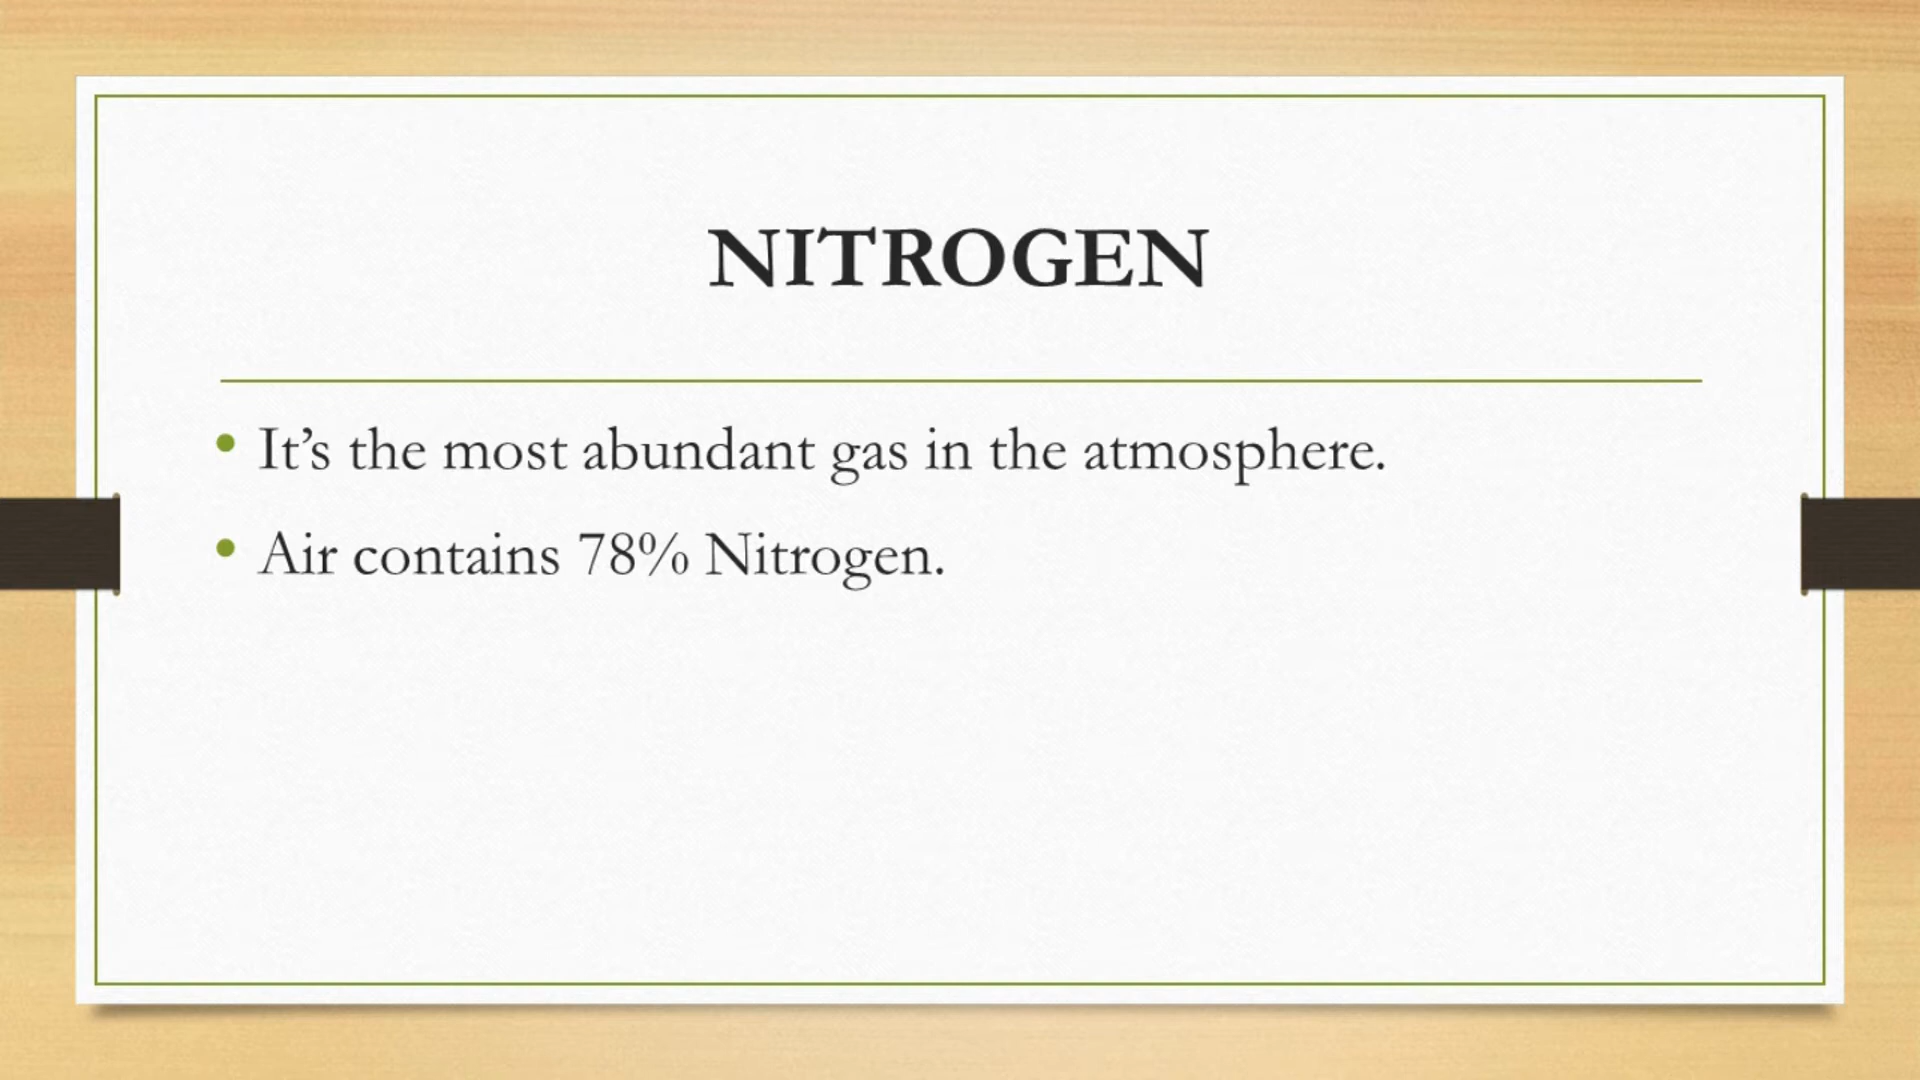 NITROGEN
• It’s the most abundant gas in the atmosphere.
• Air contains 78% Nitrogen.